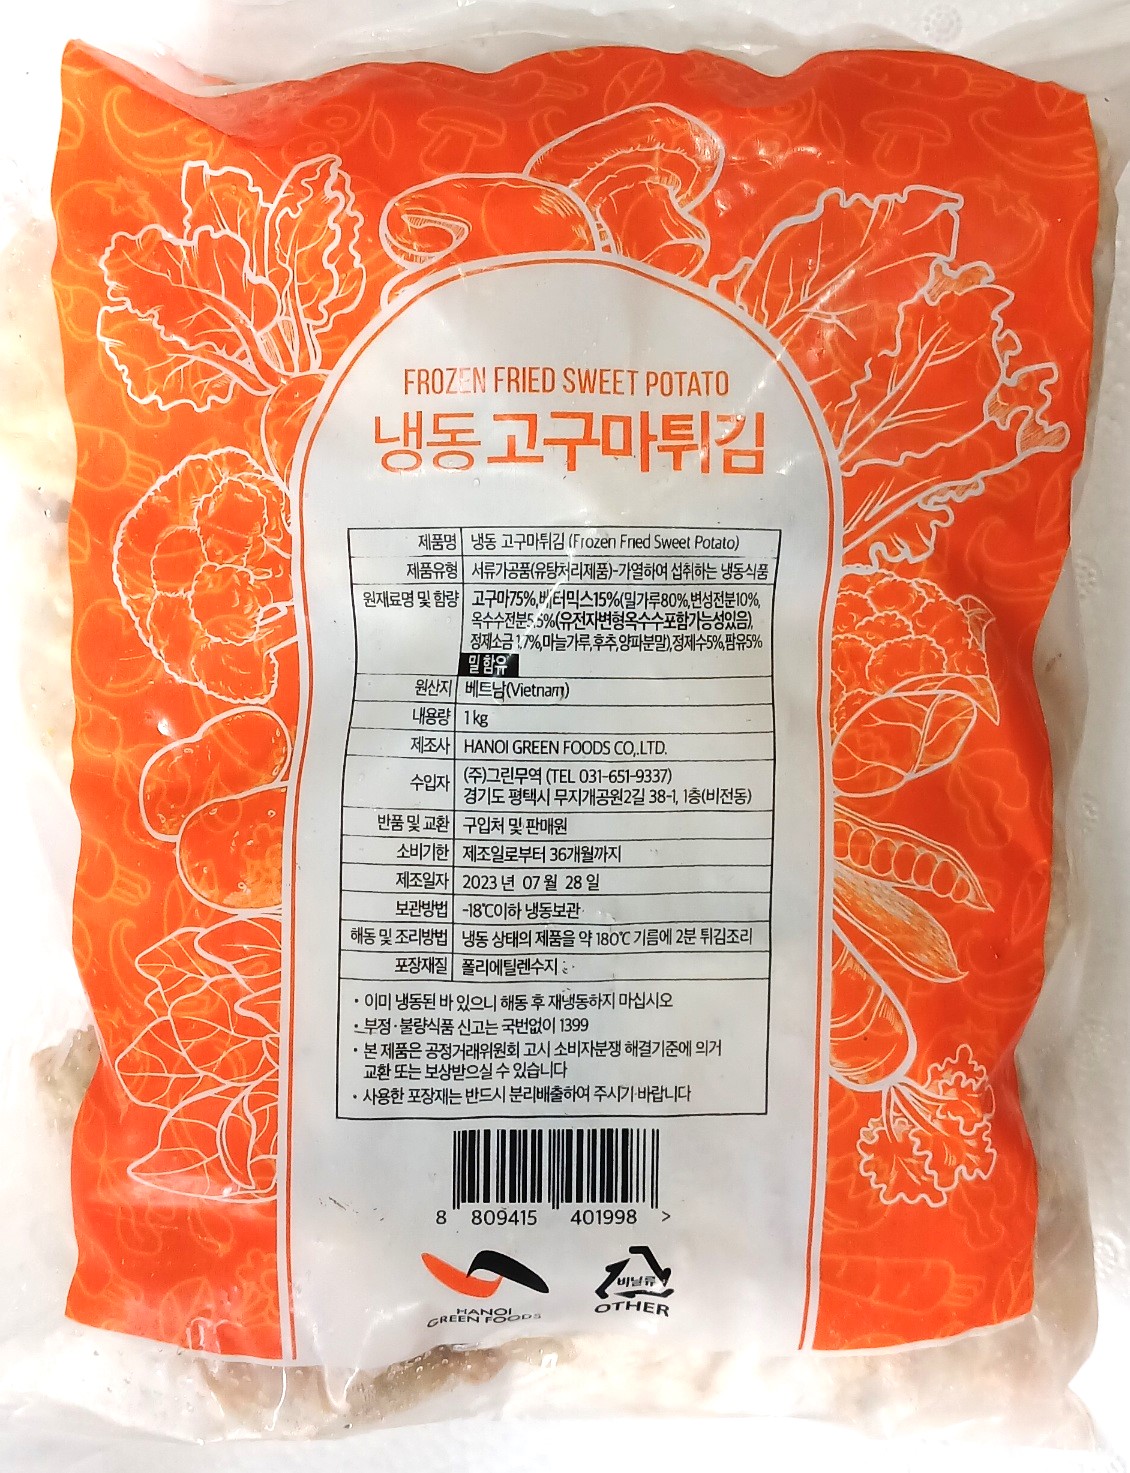 FROZEN FRIED SWEET POTATO
냉동 고구마튀김
제품명 냉동 고구마튀김 (Frozen Fried Sweet Potato)
제품유형 서류가공품(유탕처리제품)-가열하여 섭취하는 냉동식품
원재료명 및 함량 고구마75%,베터믹스15%(밀가루80%,변성전분10%,
옥수수전분5.5%(유전자변형옥수수포함가능성있음),
정제소금 1.7%,마늘가루,후추,양파분말),정제수5%,팜유5%
밀 함유
원산지 베트남(Vietnam)
내용량 1kg
제조사 HANOI GREEN FOODS CO,.LTD.
수입자 (주)그린무역 (TEL 031-651-9337)
경기도 평택시 무지개공원2길 38-1, 1층(비전동)
반품 및 교환 구입처 및 판매원
소비기한 제조일로부터 36개월까지
제조일자 2023 년 07 월 28 일
보관방법 -18℃이하 냉동보관
해동 및 조리방법 냉동 상태의 제품을 약 180℃ 기름에 2분 튀김조리
포장재질 폴리에틸렌수지
• 이미 냉동된 바 있으니 해동 후 재냉동하지 마십시오
• 부정·불량식품 신고는 국번없이 1399
• 본 제품은 공정거래위원회 고시 소비자분쟁 해결기준에 의거
교환 또는 보상받으실 수 있습니다
• 사용한 포장재는 반드시 분리배출하여 주시기 바랍니다
8 809415 401998 >
HANOI
GREEN FOODS
비닐류
OTHER